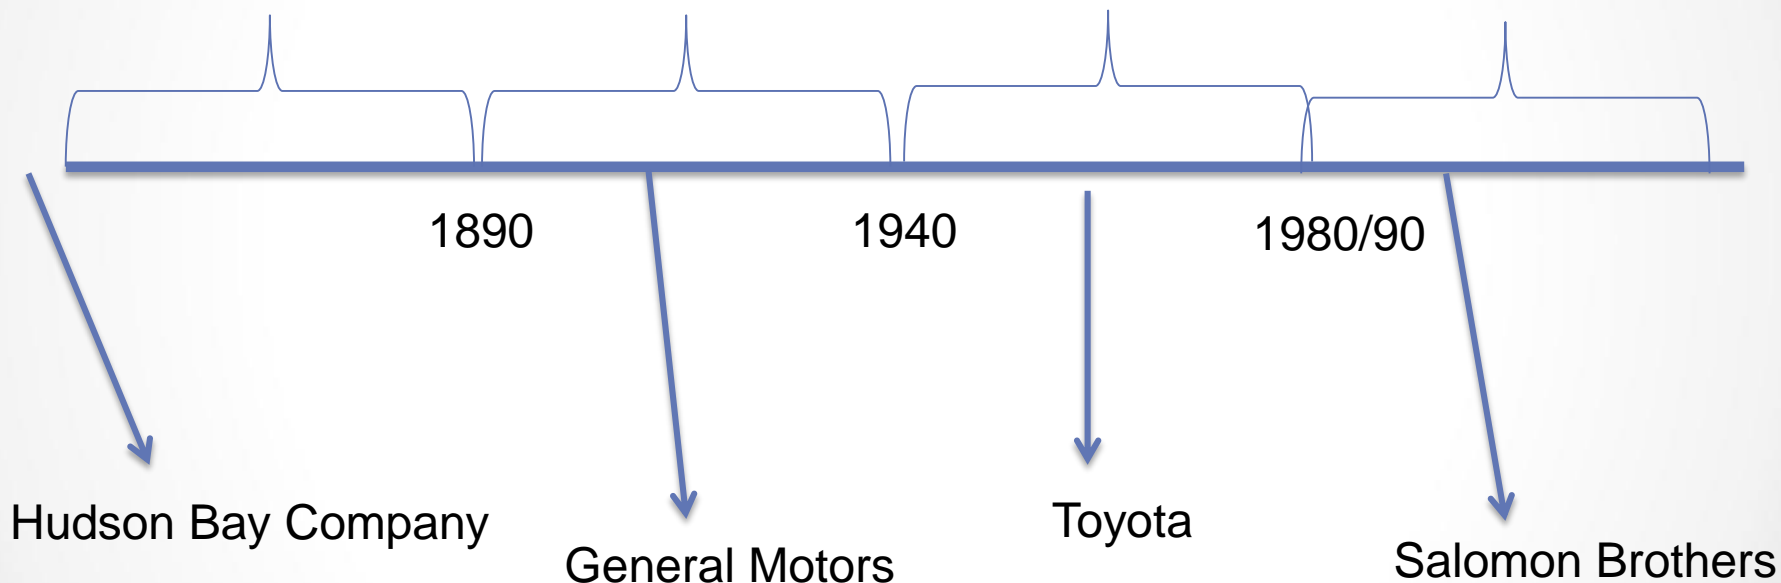 1890
1940
1980/90
Hudson Bay Company
General Motors
Toyota
Salomon Brothers